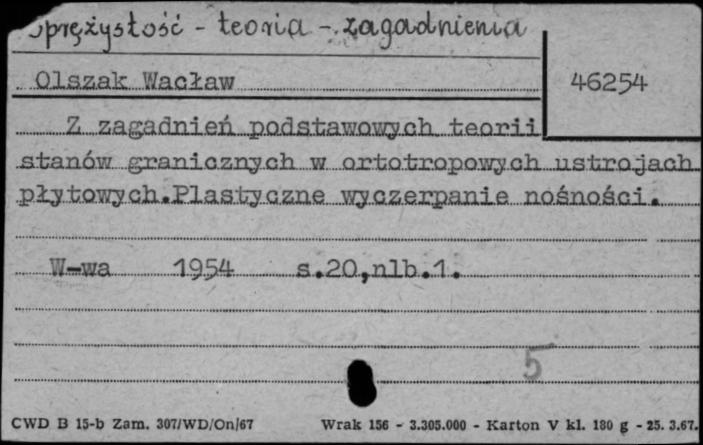 Sprężystość - teoria - zagadnienia
Olszak Wacław
46254
Z zagadnień podstawowych teorii
stanów granicznych w ortotropowych ustrojach
płytowych.Plastyczne wyczerpanie nośności.
W-wa 1954 s.20,nlb.1.
5
CWD B 15-b Zam. 307/WD/On/67 Wrak 156 - 3.305.000 - Karton V kl. 180 g - 25. 3.67.